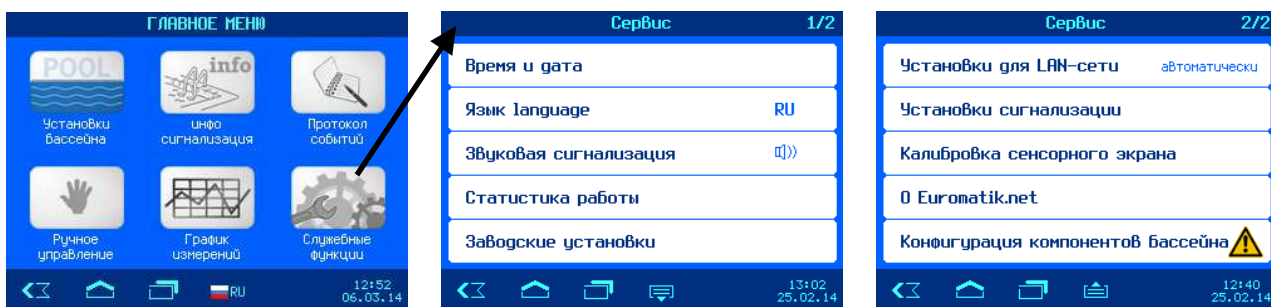 ГЛАВНОЕ МЕНЮ
POOL
info
Установки
бассейна
инфо
сигнализация
Протокол
событий
Ручное
управление
График
измерений
Служебные
функции
RU
12:52
06.03.14
Сервис 1/2
Время и дата
Язык language RU
Звуковая сигнализация
Статистика работы
Заводские установки
13:02
25.02.14
Сервис 2/2
Установки для LAN-сети автоматически
Установки сигнализации
Калибровка сенсорного экрана
О Euromatik.net
Конфигурация компонентов бассейна
12:40
25.02.14